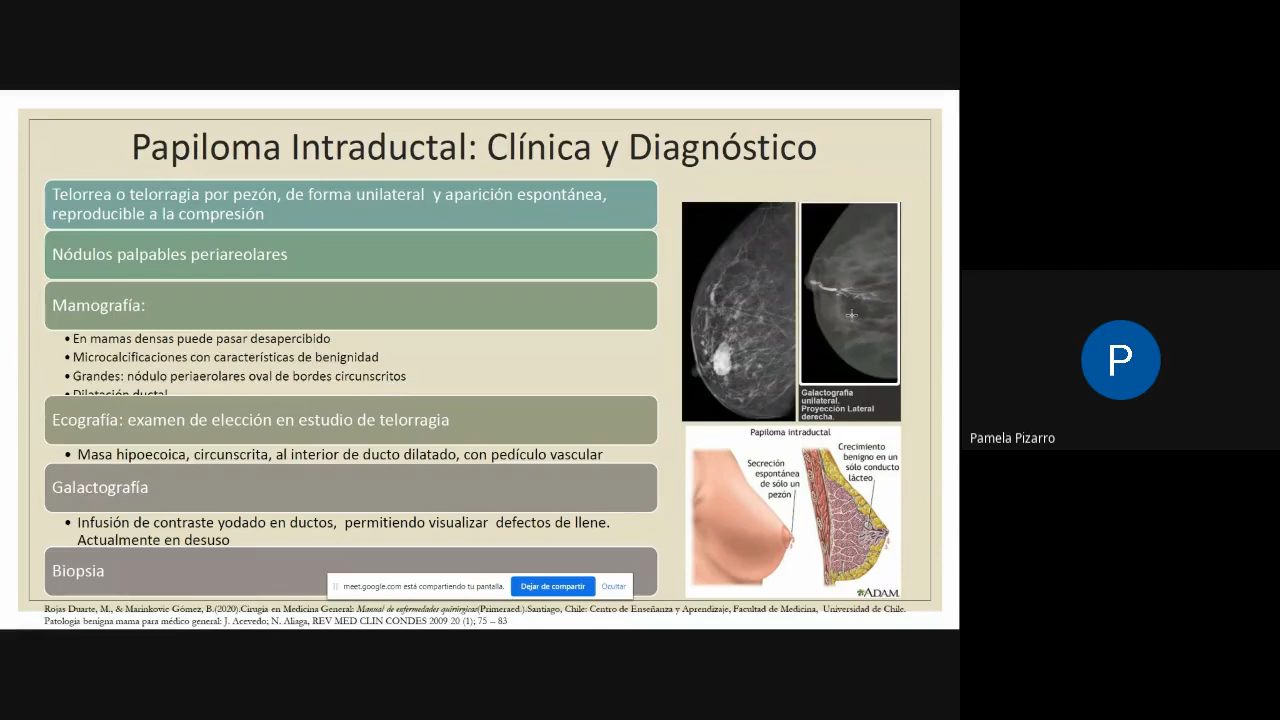 Papiloma Intraductal: Clínica y Diagnóstico
Telorrea o telorragia por pezón, de forma unilateral y aparición espontánea,
reproducible a la compresión
Nódulos palpables periareolares
Mamografía:
• En mamas densas puede pasar desapercibido
• Microcalcificaciones con características de benignidad
• Grandes: nódulo periaerolares oval de bordes circunscritos
• Dilatación ductal
Ecografía: examen de elección en estudio de telorragia
• Masa hipoecoica, circunscrita, al interior de ducto dilatado, con pedículo vascular
Galactografía
• Infusión de contraste yodado en ductos, permitiendo visualizar defectos de llene.
Actualmente en desuso
Biopsia
Galactografía
unilateral.
Proyección Lateral
derecha.
Papiloma intraductal
Secreción
espontánea
de sólo un
pezón
Crecimiento
benigno en un
sólo conducto
lácteo
ADAM
meet.google.com está compartiendo tu pantalla.
Dejar de compartir
Ocultar
Rojas Duarte, M., & Marinkovic Gómez, B.(2020).Cirugía en Medicina General: Manual de enfermedades quirúrgicas(Primeraed.).Santiago, Chile: Centro de Enseñanza y Aprendizaje, Facultad de Medicina, Universidad de Chile.
Patología benigna mama para médico general: J. Acevedo; N. Aliaga, REV MED CLIN CONDES 2009 20 (1); 75 – 83
P
Pamela Pizarro